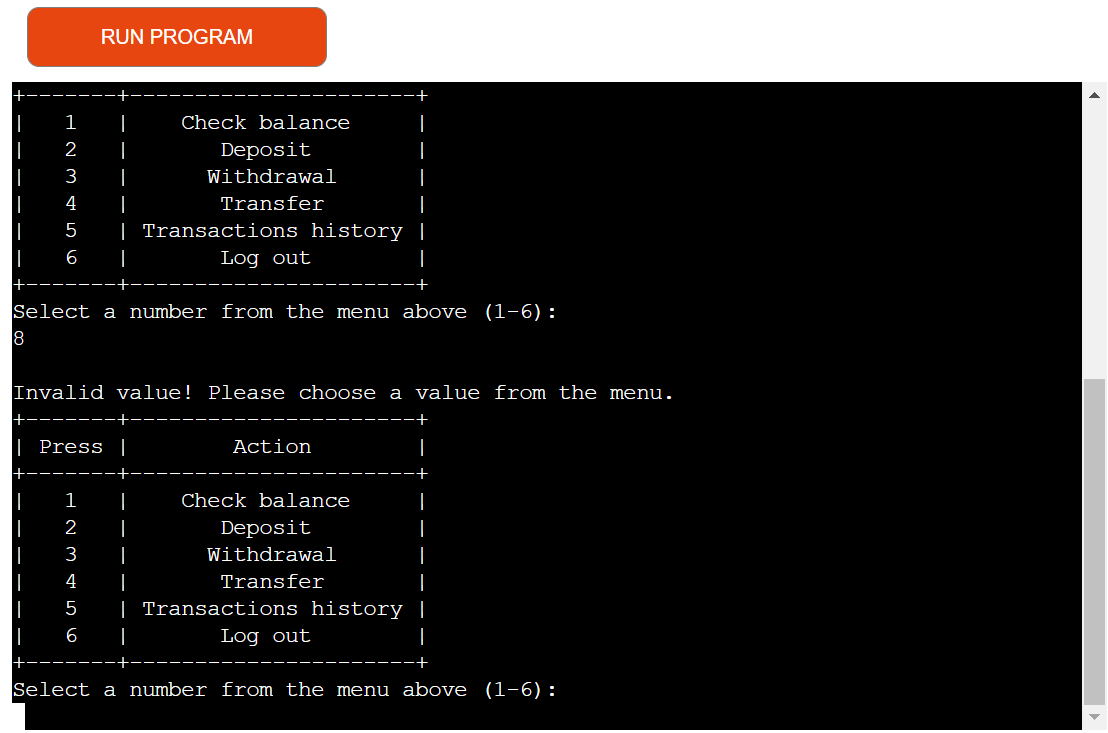 RUN PROGRAM
+-------+----------------------+
|   1   |    Check balance     |
|   2   |       Deposit        |
|   3   |      Withdrawal      |
|   4   |       Transfer       |
|   5   | Transactions history |
|   6   |       Log out        |
+-------+----------------------+
Select a number from the menu above (1-6):
8
Invalid value! Please choose a value from the menu.
+-------+----------------------+
| Press |        Action        |
+-------+----------------------+
|   1   |    Check balance     |
|   2   |       Deposit        |
|   3   |      Withdrawal      |
|   4   |       Transfer       |
|   5   | Transactions history |
|   6   |       Log out        |
+-------+----------------------+
Select a number from the menu above (1-6):